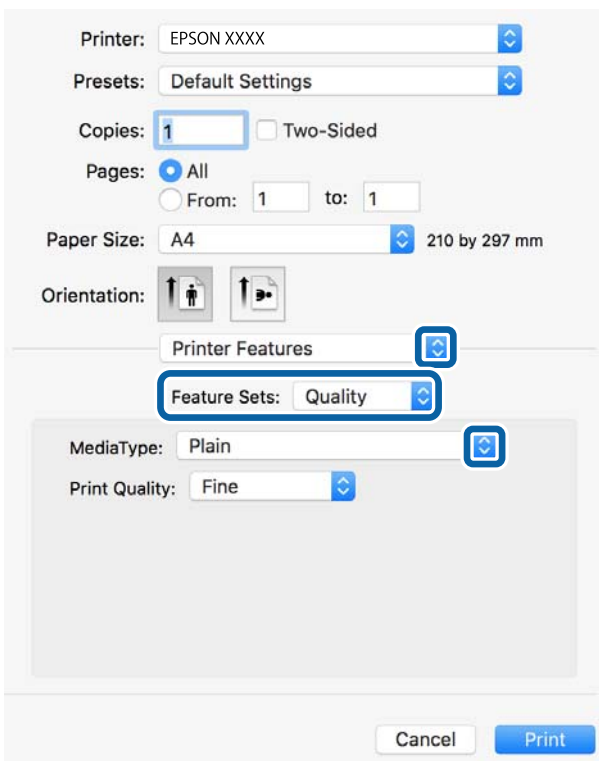 Printer: EPSON XXXX
Presets: Default Settings
Copies: 1 Two-Sided
Pages: All
From: 1 to: 1
Paper Size: A4 210 by 297 mm
Orientation:
Printer Features
Feature Sets: Quality
MediaType: Plain
Print Quality: Fine
Cancel Print